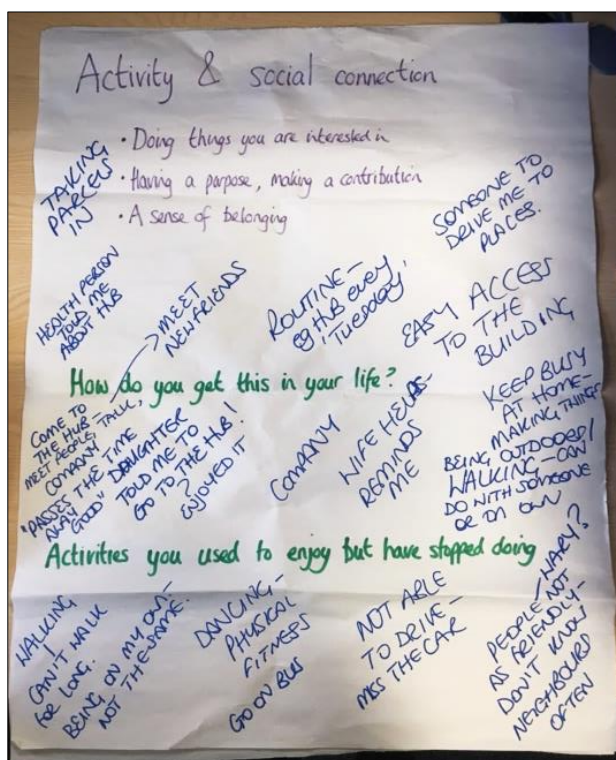 Activity & social connection
• Doing things you are interested in
• Having a purpose, making a contribution
• A sense of belonging
TAKING
PARCELS
IN
SOMEONE TO
DRIVE ME TO
PLACES.
HEALTH PERSON
TOLD ME
ABOUT HUB
MEET
NEW FRIENDS
ROUTINE –
eg HUB every
'Tuesday'
EASY ACCESS
TO THE
BUILDING
How do you get this in your life?
COME TO
THE HUB –
MEET PEOPLE, TALK,
COMPANY
"PASSES THE TIME
AWAY GOOD"
DAUGHTER
TOLD ME TO
GO TO THE HUB!
ENJOYED IT
COMPANY
WIFE HELPS –
REMINDS
ME
KEEP BUSY
AT HOME –
MAKING THINGS
BEING OUTDOORS/
WALKING – CAN
DO WITH SOMEONE
OR ON OWN
Activities you used to enjoy but have stopped doing
WALKING
CAN'T WALK
FOR LONG.
BEING ON MY OWN –
NOT THE SAME.
DANCING –
PHYSICAL
FITNESS
GO ON BUS
NOT ABLE
TO DRIVE –
MISS THE CAR
PEOPLE – WARY?
NOT
AS FRIENDLY –
DON'T KNOW
NEIGHBOURS
OFTEN